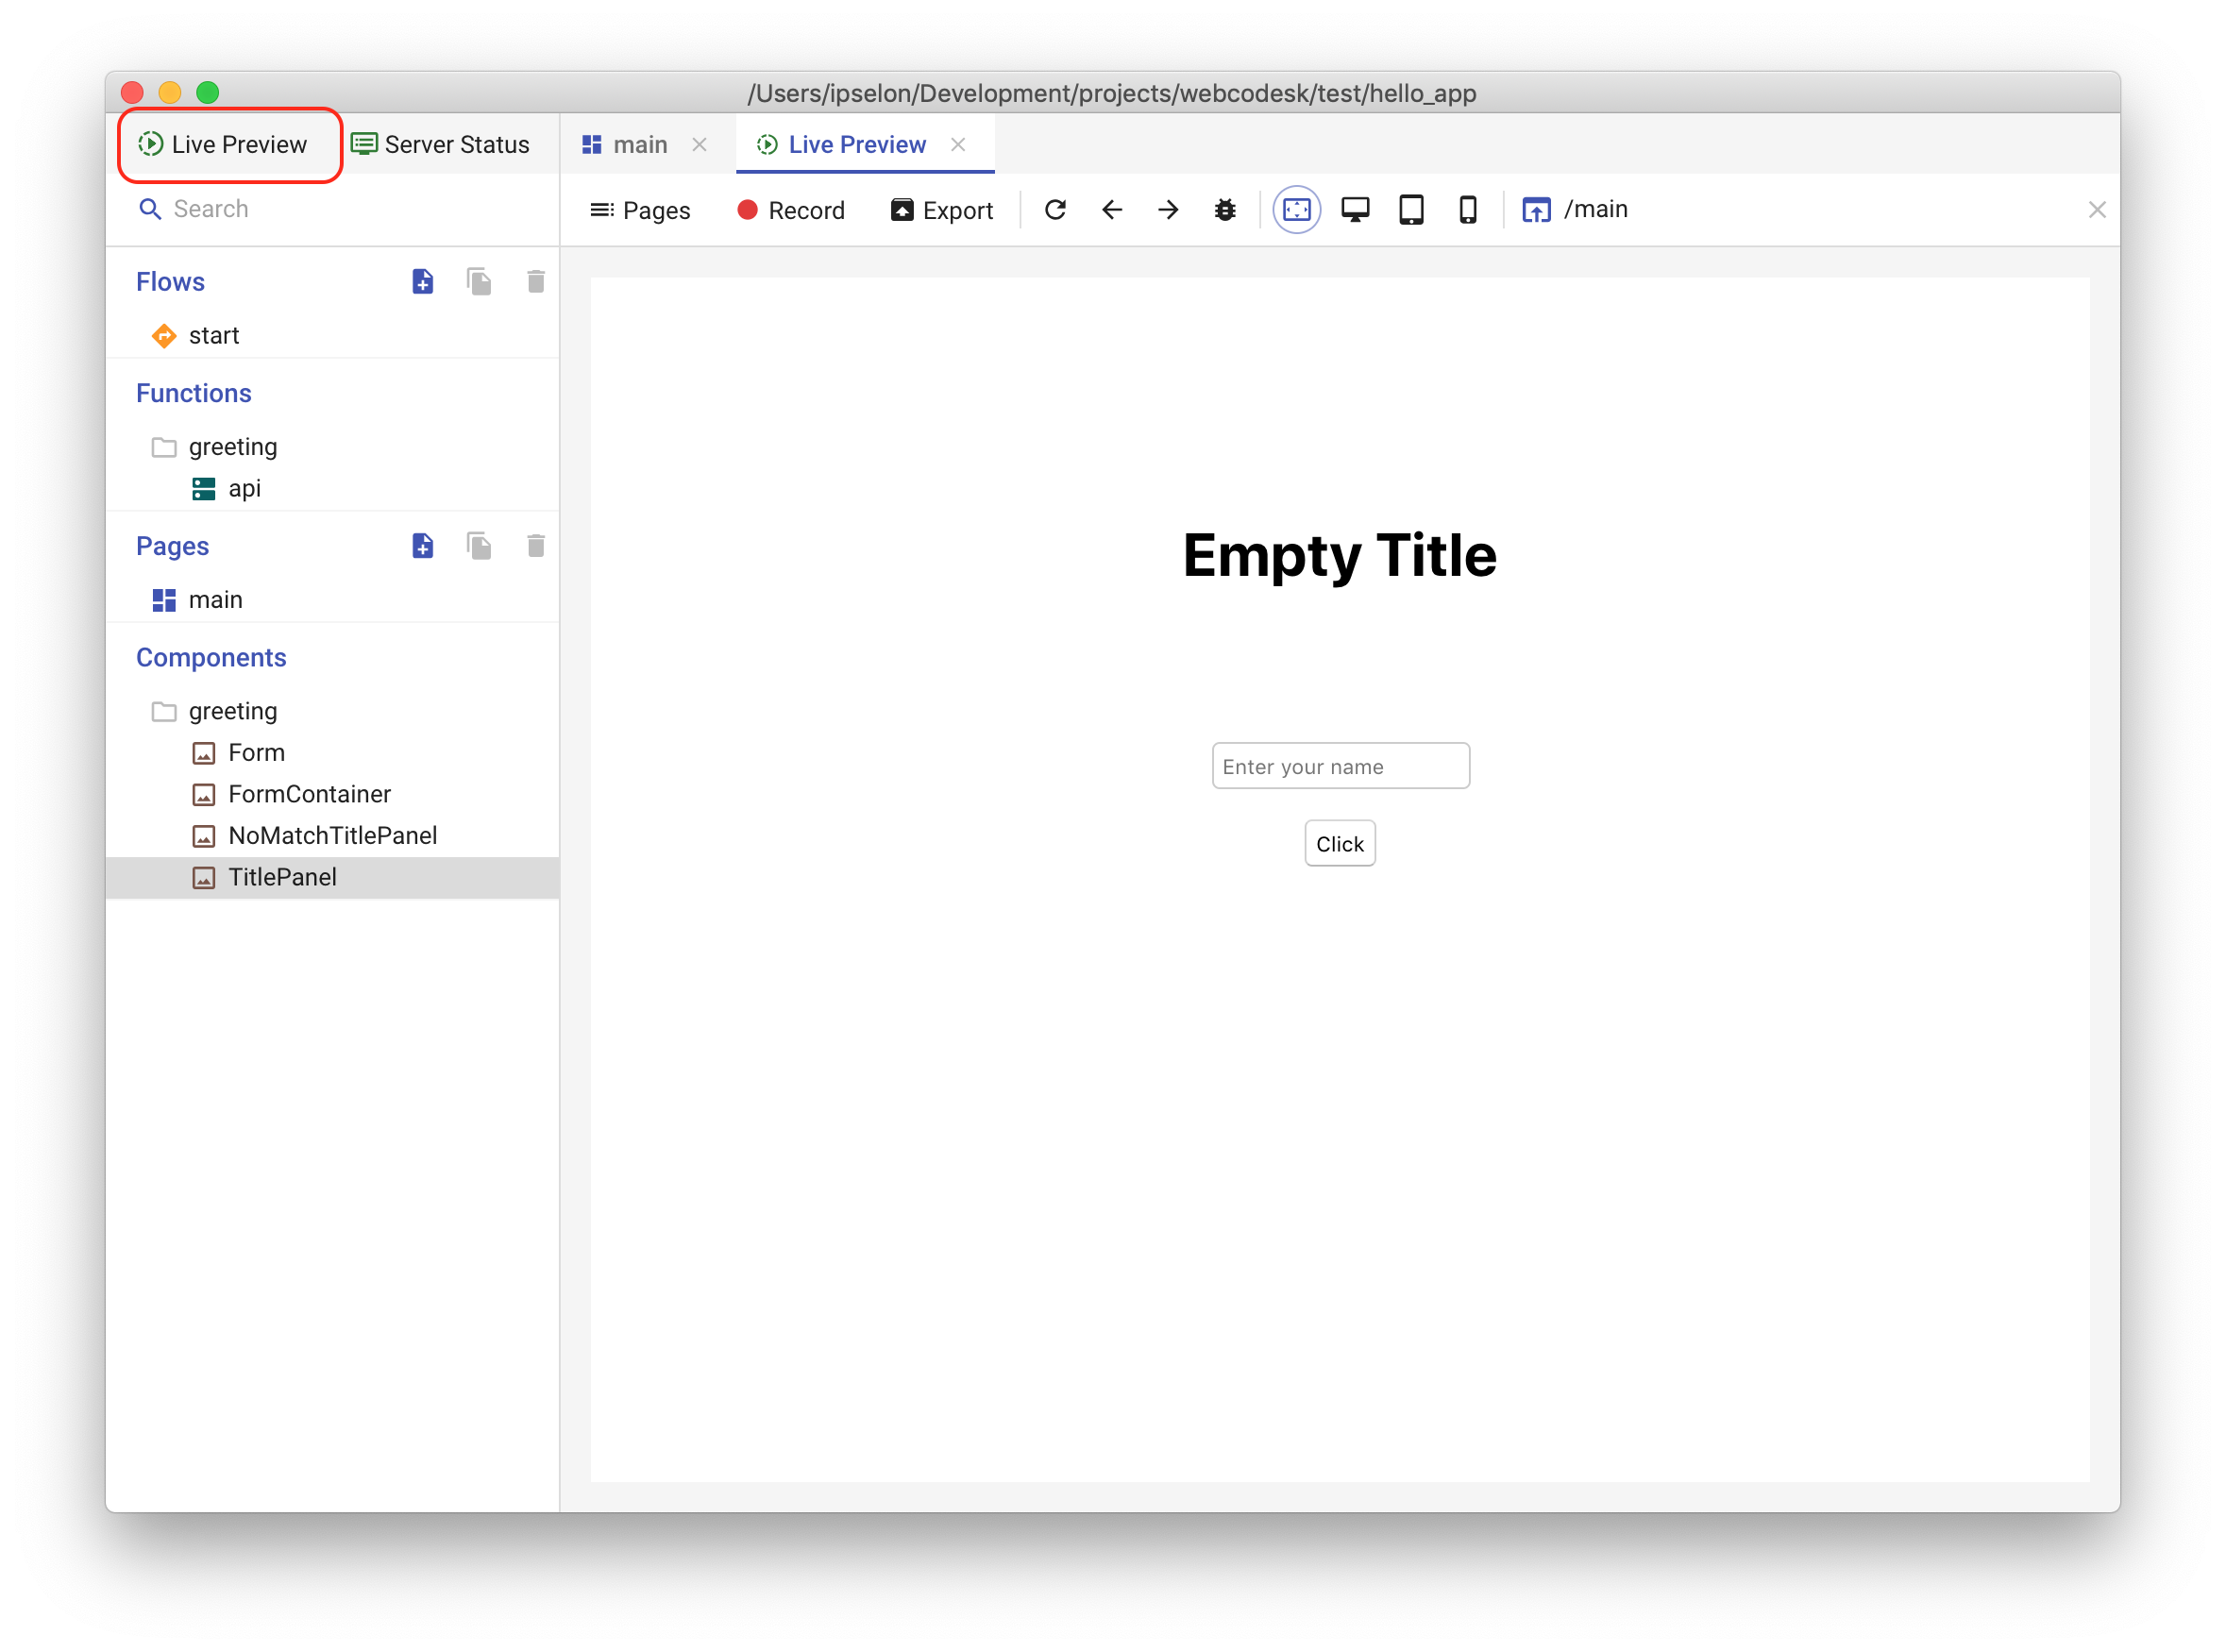 /Users/ipselon/Development/projects/webcodesk/test/hello_app
Live Preview Server Status main Live Preview
Search Pages Record Export /main
Flows
start
Functions
greeting
api
Pages
main
Components
greeting
Form
FormContainer
NoMatchTitlePanel
TitlePanel
Empty Title
Enter your name
Click